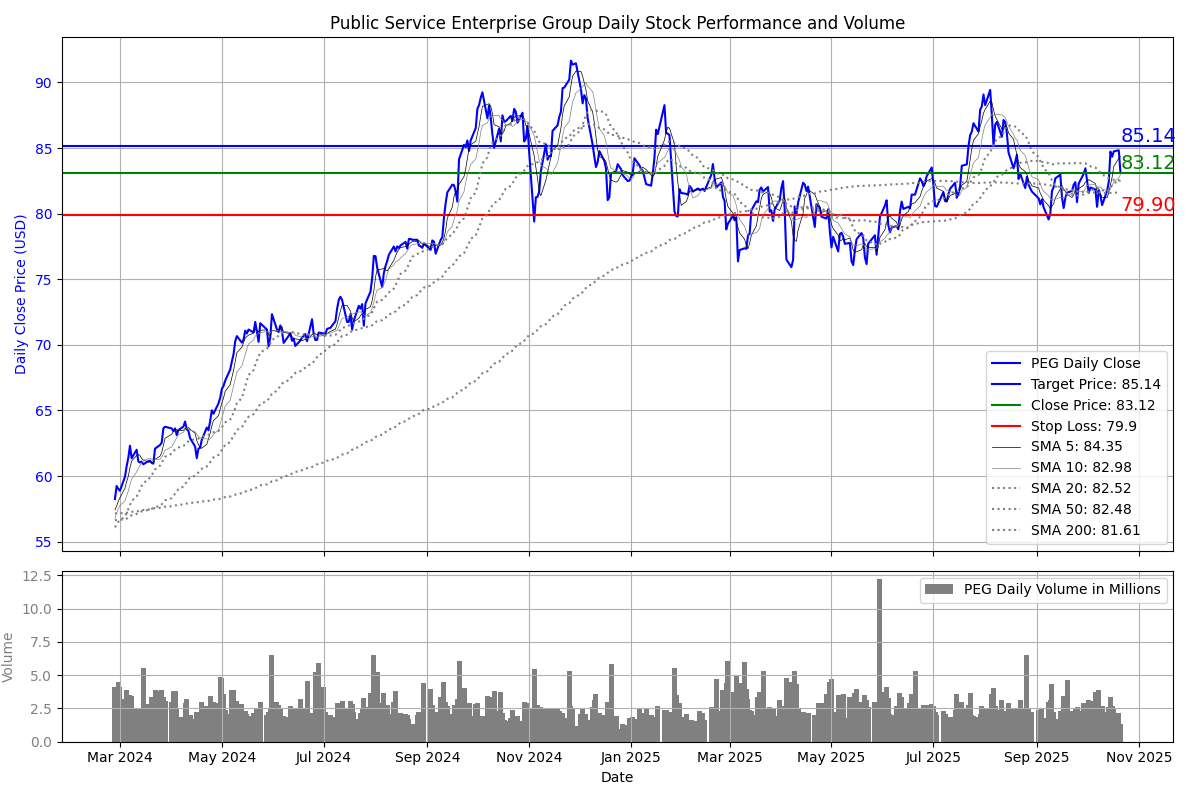 Public Service Enterprise Group Daily Stock Performance and Volume
Daily Close Price (USD)
90
85
80
75
70
65
60
55
85.14
83.12
79.90
PEG Daily Close
Target Price: 85.14
Close Price: 83.12
Stop Loss: 79.9
SMA 5: 84.35
SMA 10: 82.98
SMA 20: 82.52
SMA 50: 82.48
SMA 200: 81.61
Volume
12.5
10.0
7.5
5.0
2.5
0.0
PEG Daily Volume in Millions
Mar 2024 May 2024 Jul 2024 Sep 2024 Nov 2024 Jan 2025 Mar 2025 May 2025 Jul 2025 Sep 2025 Nov 2025
Date